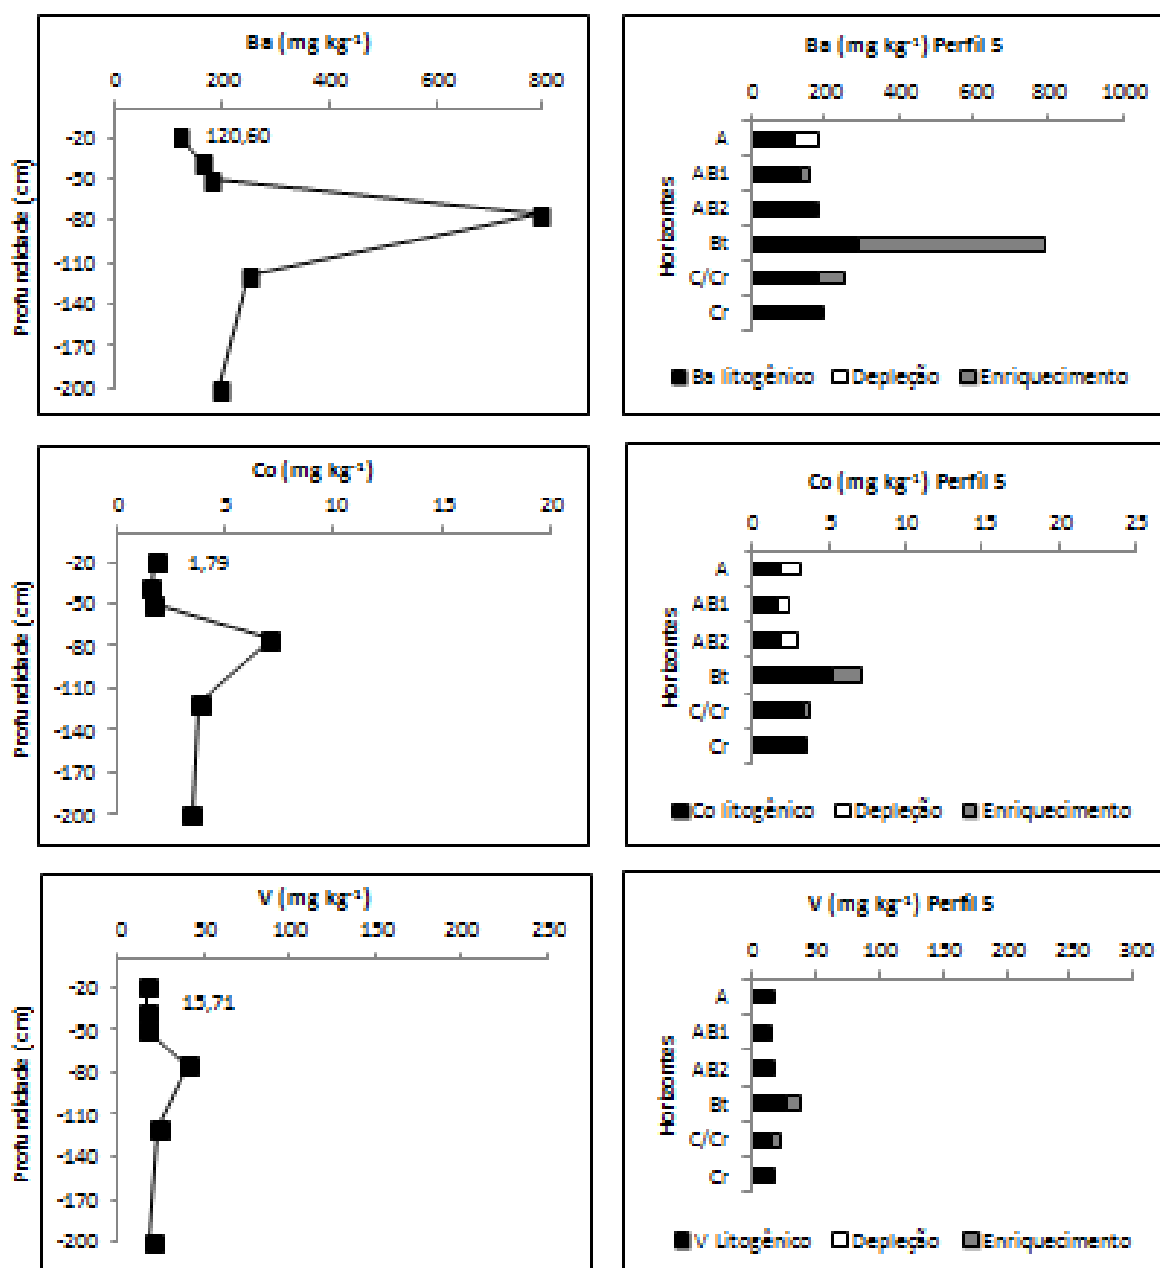 Ba (mg kg⁻¹)
0 200 400 600 800
Profundidade (cm)
-20
-50
-80
-110
-140
-170
-200
120,60
Ba (mg kg⁻¹) Perfil 5
0 200 400 600 800 1000
Horizontes
A
AB1
AB2
Bt
C/Cr
Cr
Ba litogênico Depleção Enriquecimento
Co (mg kg⁻¹)
0 5 10 15 20
Profundidade (cm)
-20
-50
-80
-110
-140
-170
-200
1,79
Co (mg kg⁻¹) Perfil 5
0 5 10 15 20 25
Horizontes
A
AB1
AB2
Bt
C/Cr
Cr
Co litogênico Depleção Enriquecimento
V (mg kg⁻¹)
0 50 100 150 200 250
Profundidade (cm)
-20
-50
-80
-110
-140
-170
-200
15,71
V (mg kg⁻¹) Perfil 5
0 50 100 150 200 250 300
Horizontes
A
AB1
AB2
Bt
C/Cr
Cr
V Litogênico Depleção Enriquecimento